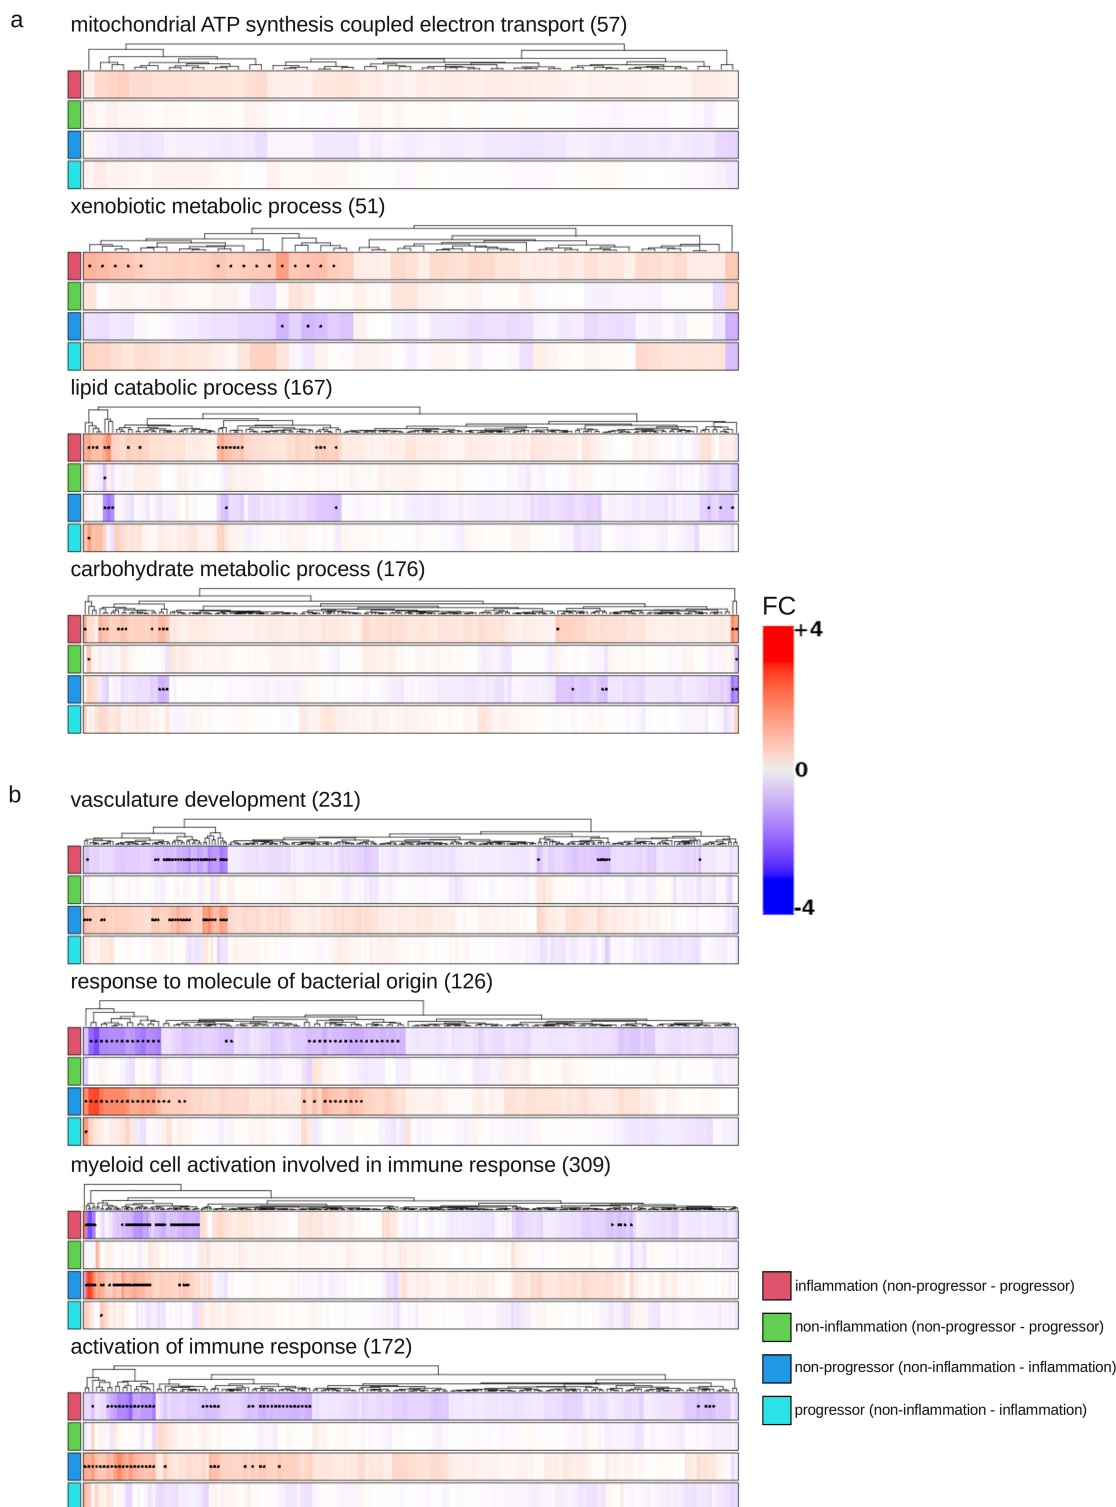 a
mitochondrial ATP synthesis coupled electron transport (57)
xenobiotic metabolic process (51)
lipid catabolic process (167)
carbohydrate metabolic process (176)
FC
+4
0
-4
b
vasculature development (231)
response to molecule of bacterial origin (126)
myeloid cell activation involved in immune response (309)
activation of immune response (172)
inflammation (non-progressor - progressor)
non-inflammation (non-progressor - progressor)
non-progressor (non-inflammation - inflammation)
progressor (non-inflammation - inflammation)